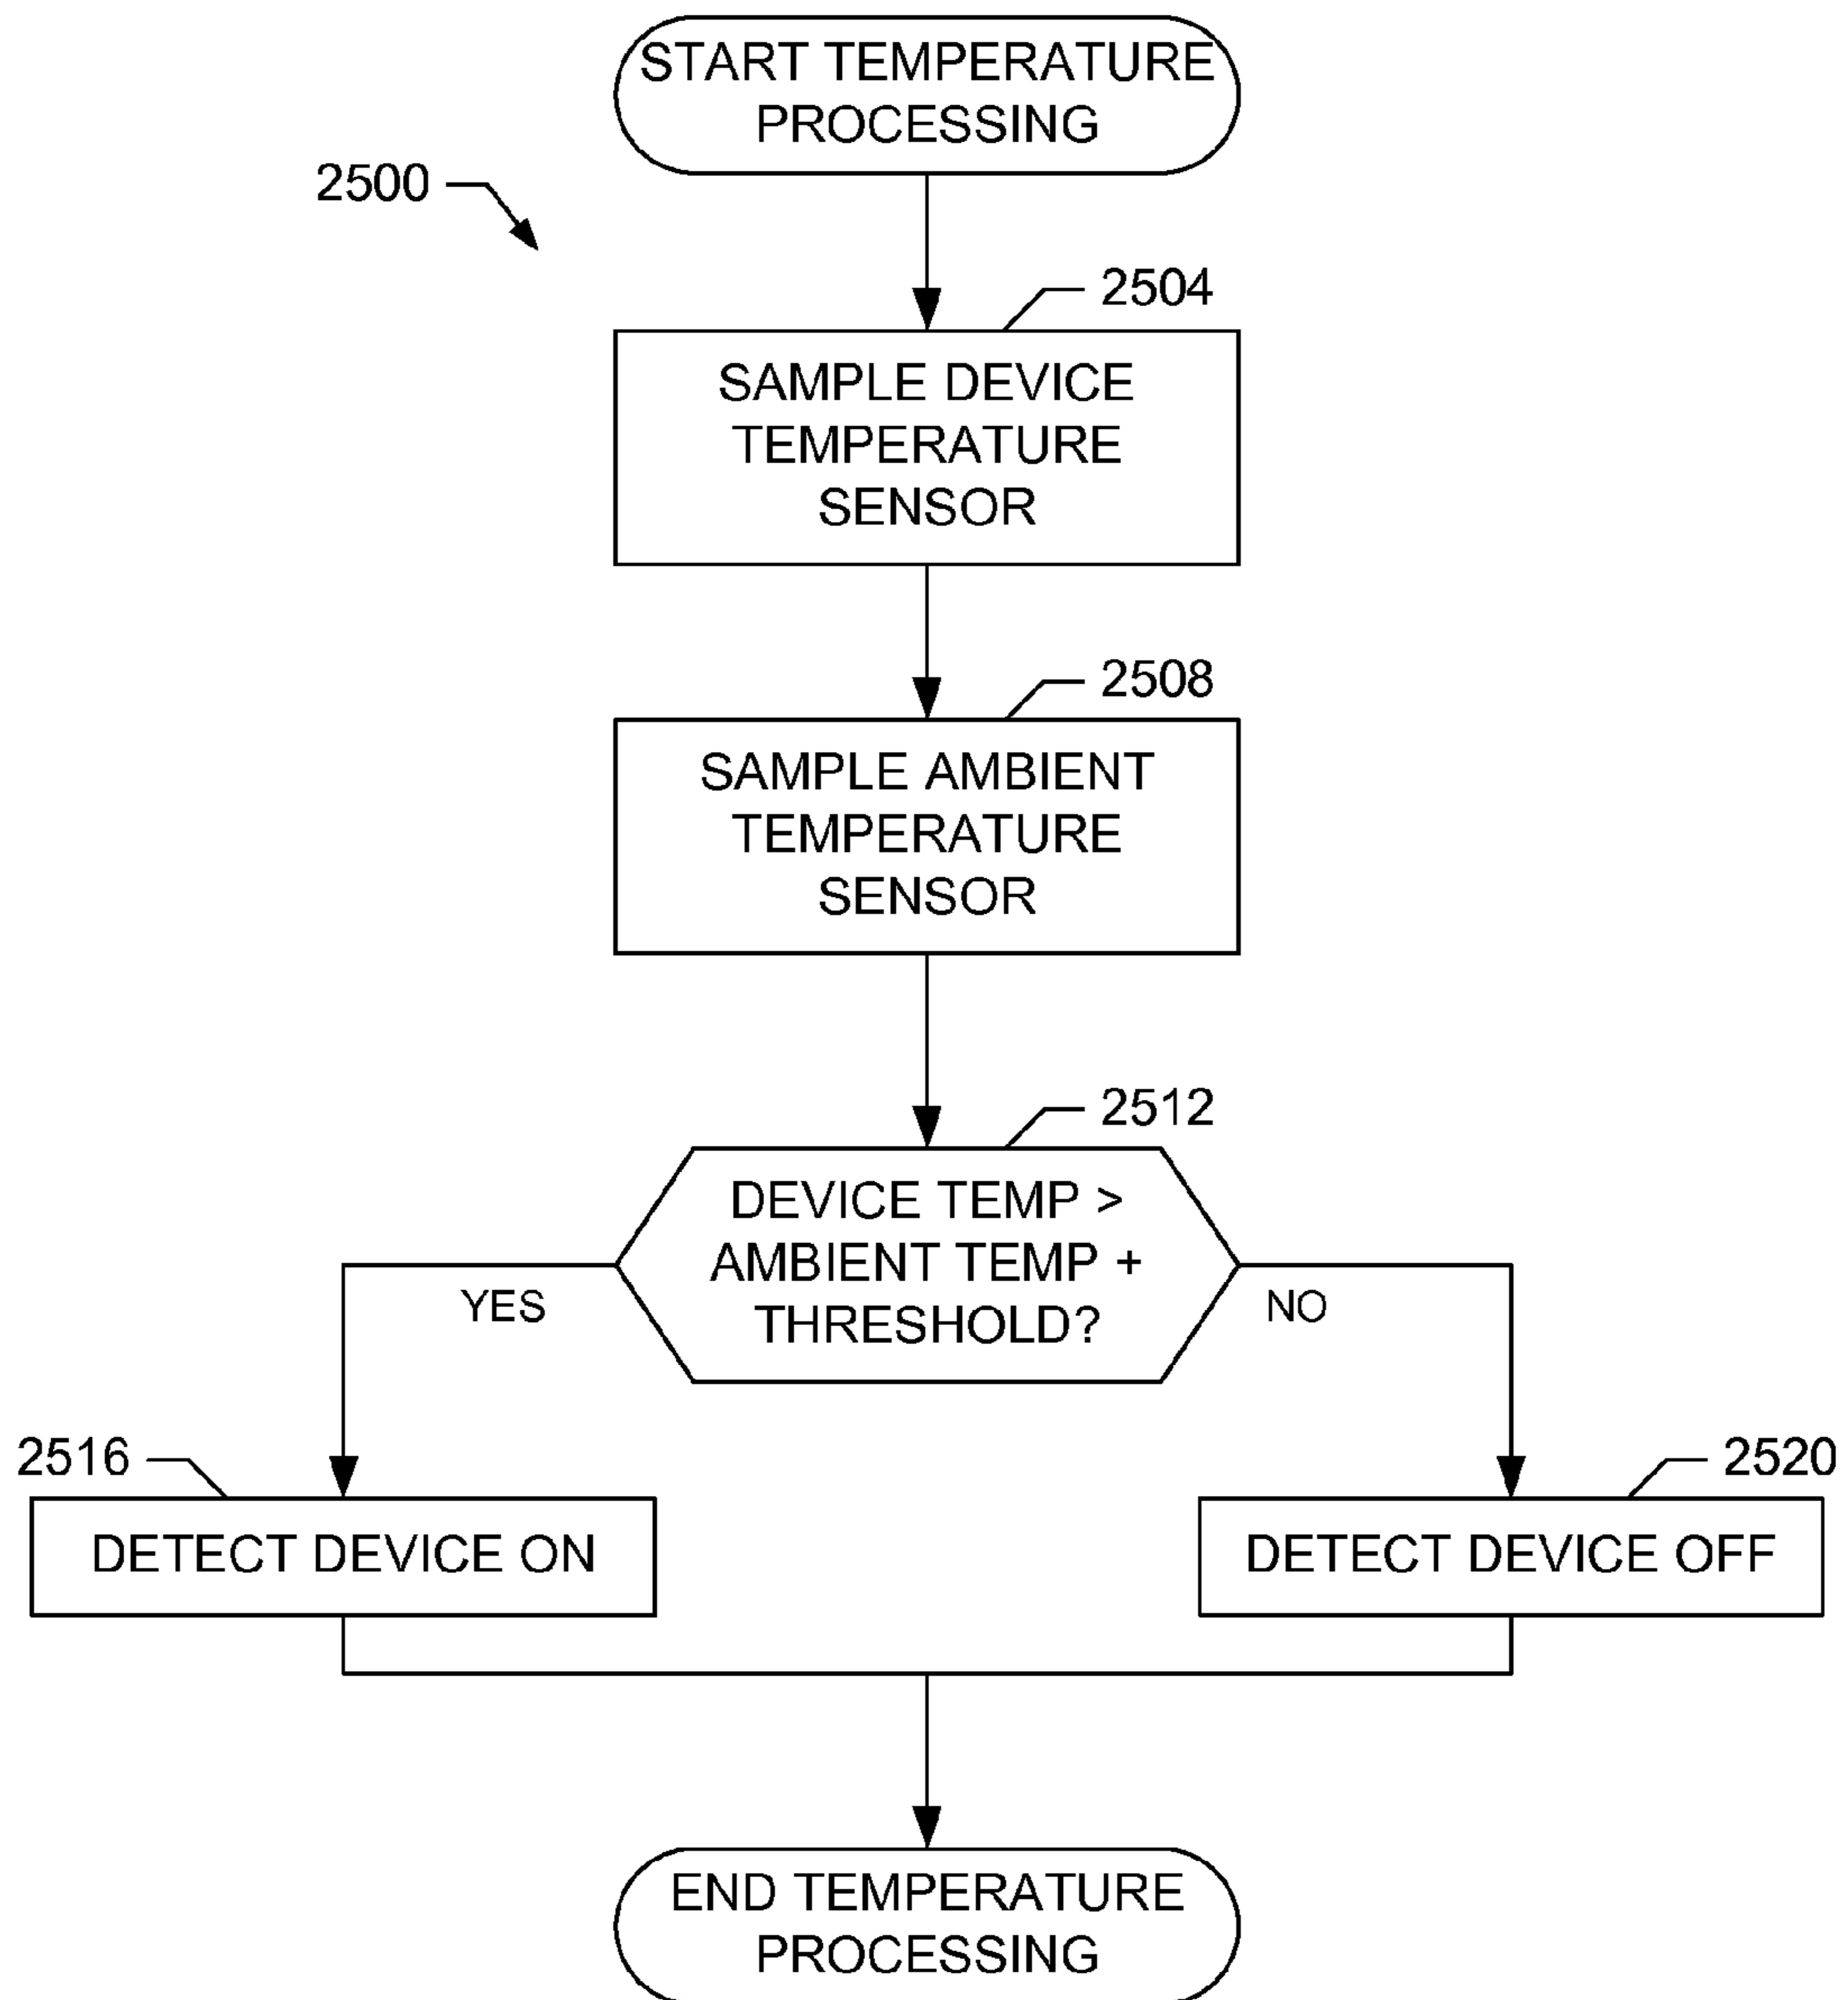 START TEMPERATURE
PROCESSING
2500
2504
SAMPLE DEVICE
TEMPERATURE
SENSOR
2508
SAMPLE AMBIENT
TEMPERATURE
SENSOR
2512
DEVICE TEMP >
AMBIENT TEMP +
THRESHOLD?
YES
NO
2516
2520
DETECT DEVICE ON
DETECT DEVICE OFF
END TEMPERATURE
PROCESSING